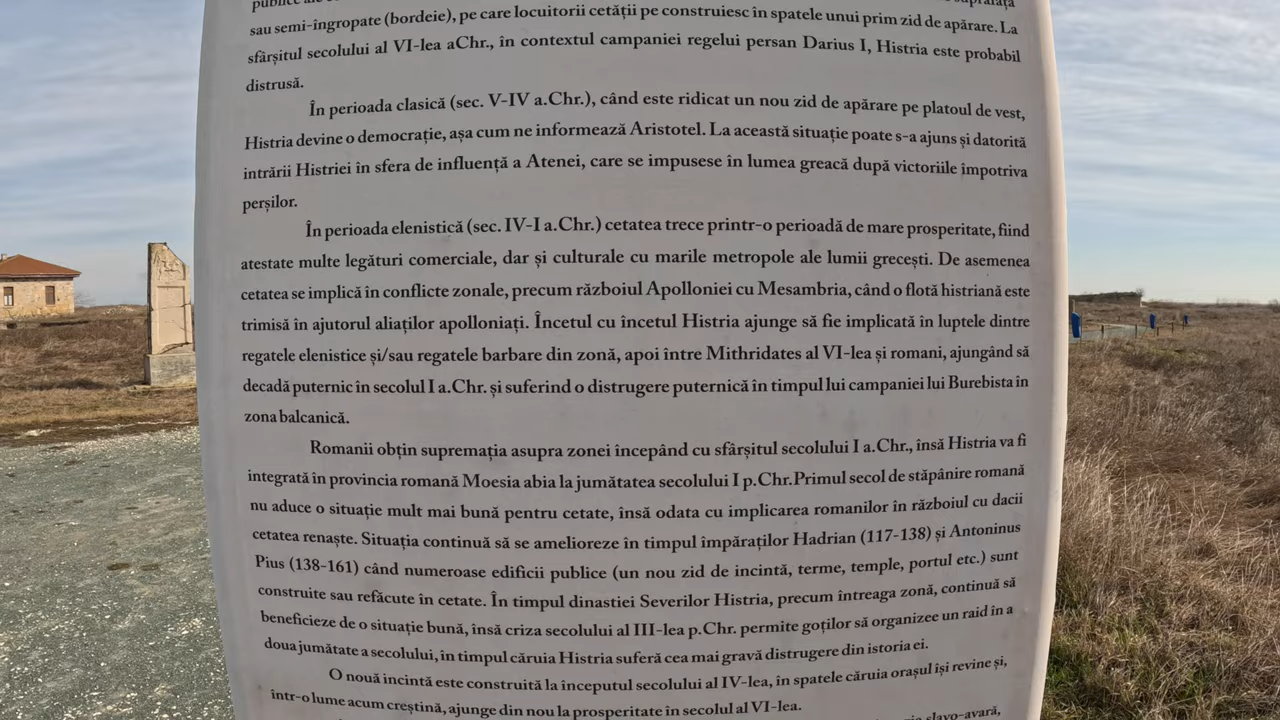 publice
sau semi-îngropate (bordeie), pe care locuitorii cetății pe construiesc în spatele unui prim zid de apărare. La
sfârșitul secolului al VI-lea aChr., în contextul campaniei regelui persan Darius I, Histria este probabil
distrusă.
În perioada clasică (sec. V-IV a.Chr.), când este ridicat un nou zid de apărare pe platoul de vest,
Histria devine o democrație, așa cum ne informează Aristotel. La această situație poate s-a ajuns și datorită
intrării Histriei în sfera de influență a Atenei, care se impusese în lumea greacă după victoriile împotriva
perșilor.
În perioada elenistică (sec. IV-I a.Chr.) cetatea trece printr-o perioadă de mare prosperitate, fiind
atestate multe legături comerciale, dar și culturale cu marile metropole ale lumii grecești. De asemenea
cetatea se implică în conflicte zonale, precum războiul Apolloniei cu Mesambria, când o flotă histriană este
trimisă în ajutorul aliaților apolloniați. Încetul cu încetul Histria ajunge să fie implicată în luptele dintre
regatele elenistice și/sau regatele barbare din zonă, apoi între Mithridates al VI-lea și romani, ajungând să
decadă puternic în secolul I a.Chr. și suferind o distrugere puternică în timpul lui campaniei lui Burebista în
zona balcanică.
Romanii obțin supremația asupra zonei începând cu sfârșitul secolului I a.Chr., însă Histria va fi
integrată în provincia romană Moesia abia la jumătatea secolului I p.Chr.Primul secol de stăpânire romană
nu aduce o situație mult mai bună pentru cetate, însă odata cu implicarea romanilor în războiul cu dacii
cetatea renaște. Situația continuă să se amelioreze în timpul împăraților Hadrian (117-138) și Antoninus
Pius (138-161) când numeroase edificii publice (un nou zid de incintă, terme, temple, portul etc.) sunt
construite sau refăcute în cetate. În timpul dinastiei Severilor Histria, precum întreaga zonă, continuă să
beneficieze de o situație bună, însă criza secolului al III-lea p.Chr. permite goților să organizee un raid în a
doua jumătate a secolului, în timpul căruia Histria suferă cea mai gravă distrugere din istoria ei.
O nouă incintă este construită la începutul secolului al IV-lea, în spatele căruia orașul își revine și,
într-o lume acum creștină, ajunge din nou la prosperitate în secolul al VI-lea.
slavo-avară,